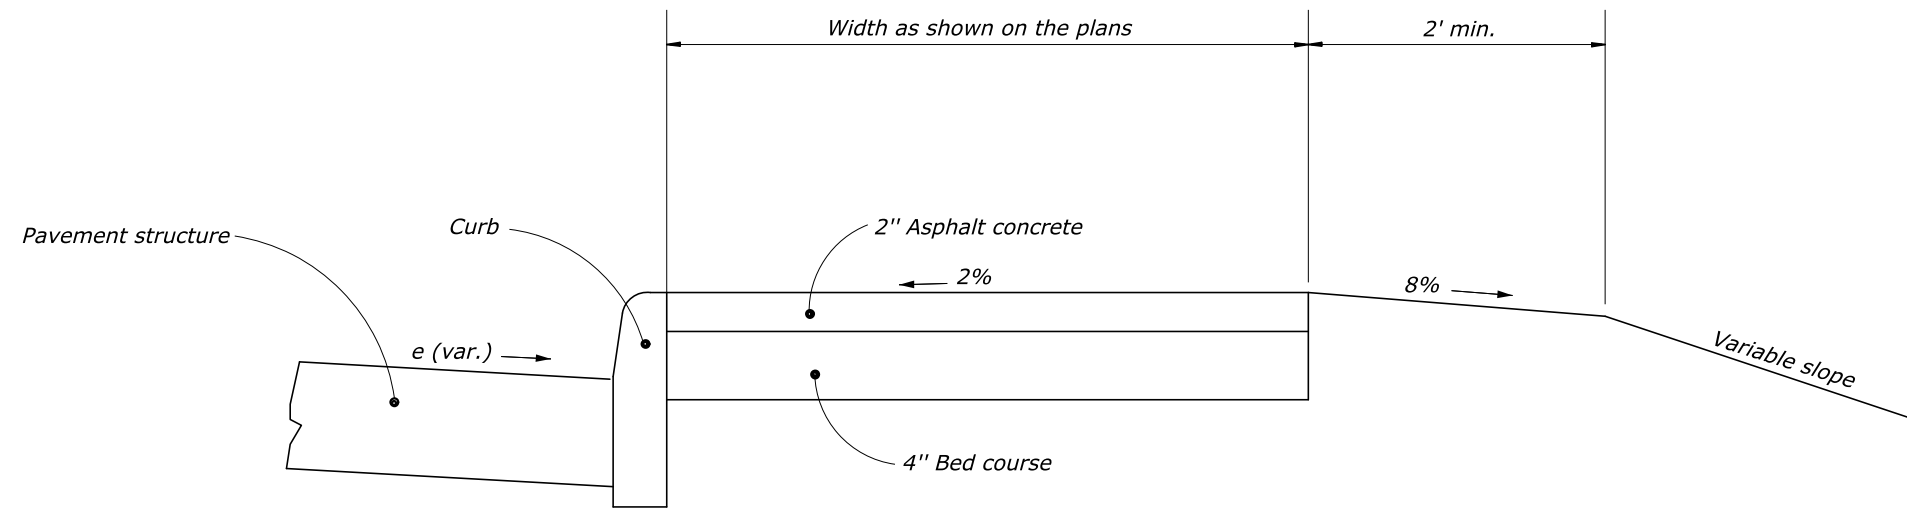 Width as shown on the plans
2' min.
Pavement structure
Curb
2'' Asphalt concrete
2%
8%
e (var.)
Variable slope
4'' Bed course